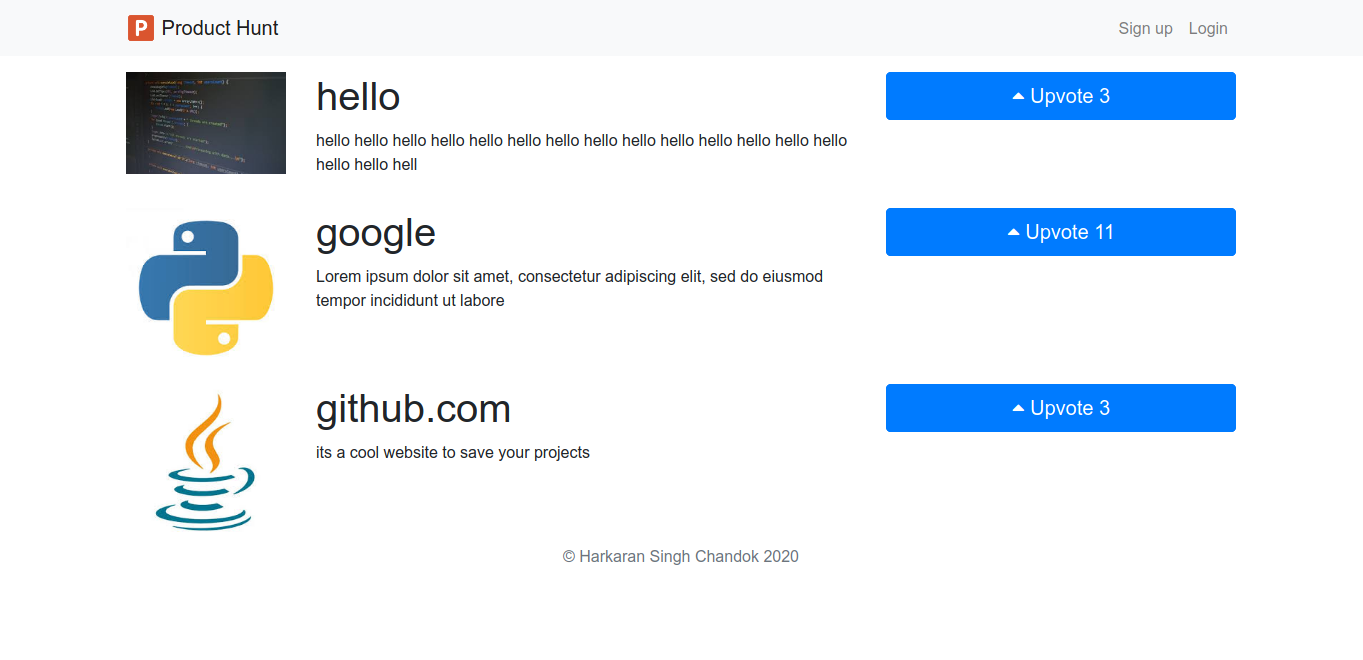 P Product Hunt
Sign up Login
hello
Upvote 3
hello hello hello hello hello hello hello hello hello hello hello hello hello hello
hello hello hell
google
Upvote 11
Lorem ipsum dolor sit amet, consectetur adipiscing elit, sed do eiusmod
tempor incididunt ut labore
github.com
Upvote 3
its a cool website to save your projects
© Harkaran Singh Chandok 2020